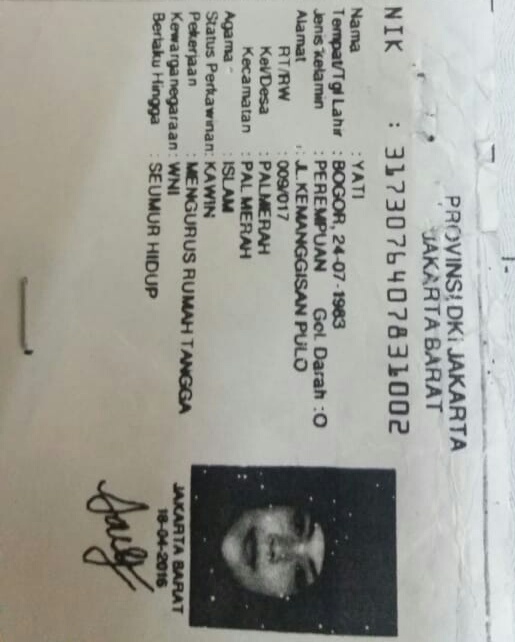 PROVINSI DKI JAKARTA
JAKARTA BARAT
NIK : 3173076407831002
Nama : YATI
Tempat/Tgl Lahir : BOGOR, 24-07-1983
Jenis kelamin : PEREMPUAN Gol. Darah : O
Alamat : JL.KEMANGGISAN PULO
RT/RW : 009/017
Kel/Desa : PALMERAH
Kecamatan : PALMERAH
Agama : ISLAM
Status Perkawinan: KAWIN
Pekerjaan : MENGURUS RUMAH TANGGA
Kewarganegaraan: WNI
Berlaku Hingga : SEUMUR HIDUP
JAKARTA BARAT
18-04-2016